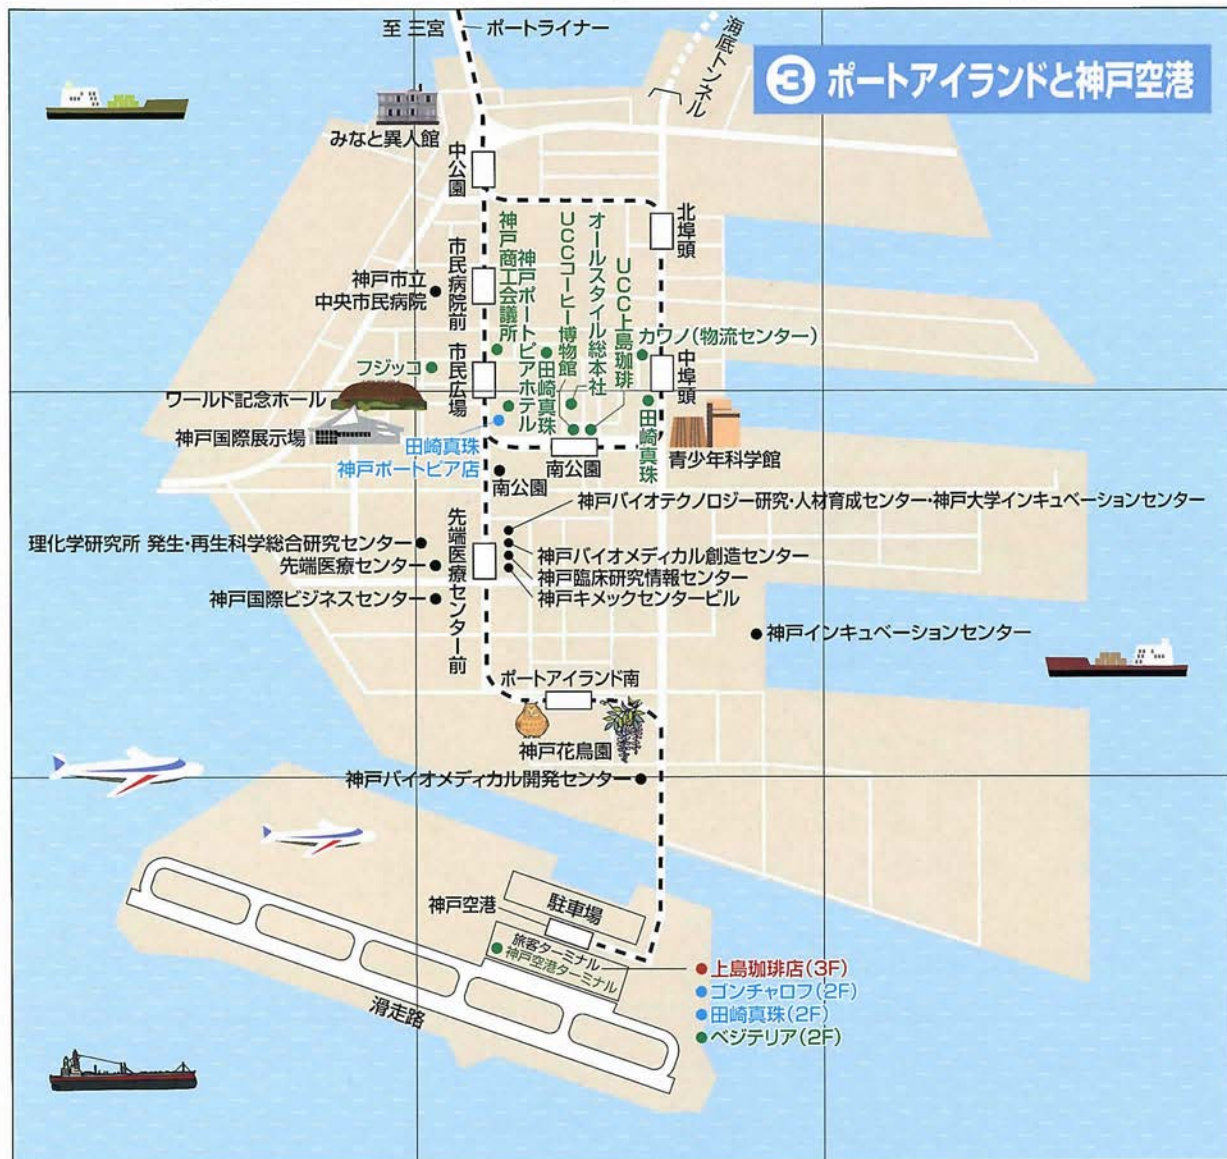 至 三宮
ポートライナー
海底トンネル
③ ポートアイランドと神戸空港
みなと異人館
中公園
北埠頭
神戸商工会議所
神戸ポートピアホテル
田崎真珠
UCCコーヒー博物館
オールスタイル総本社
UCC上島珈琲
市民病院前
神戸市立
中央市民病院
カワノ(物流センター)
フジッコ
市民広場
中埠頭
ワールド記念ホール
神戸国際展示場
田崎真珠
神戸ポートピア店
南公園
田崎真珠
青少年科学館
南公園
神戸バイオテクノロジー研究・人材育成センター・神戸大学インキュベーションセンター
理化学研究所 発生・再生科学総合研究センター
先端医療センター
先端医療センター前
神戸バイオメディカル創造センター
神戸臨床研究情報センター
神戸キメックセンタービル
神戸国際ビジネスセンター
神戸インキュベーションセンター
ポートアイランド南
神戸花鳥園
神戸バイオメディカル開発センター
神戸空港
駐車場
旅客ターミナル
神戸空港ターミナル
滑走路
上島珈琲店(3F)
ゴンチャロフ(2F)
田崎真珠(2F)
ベジテリア(2F)